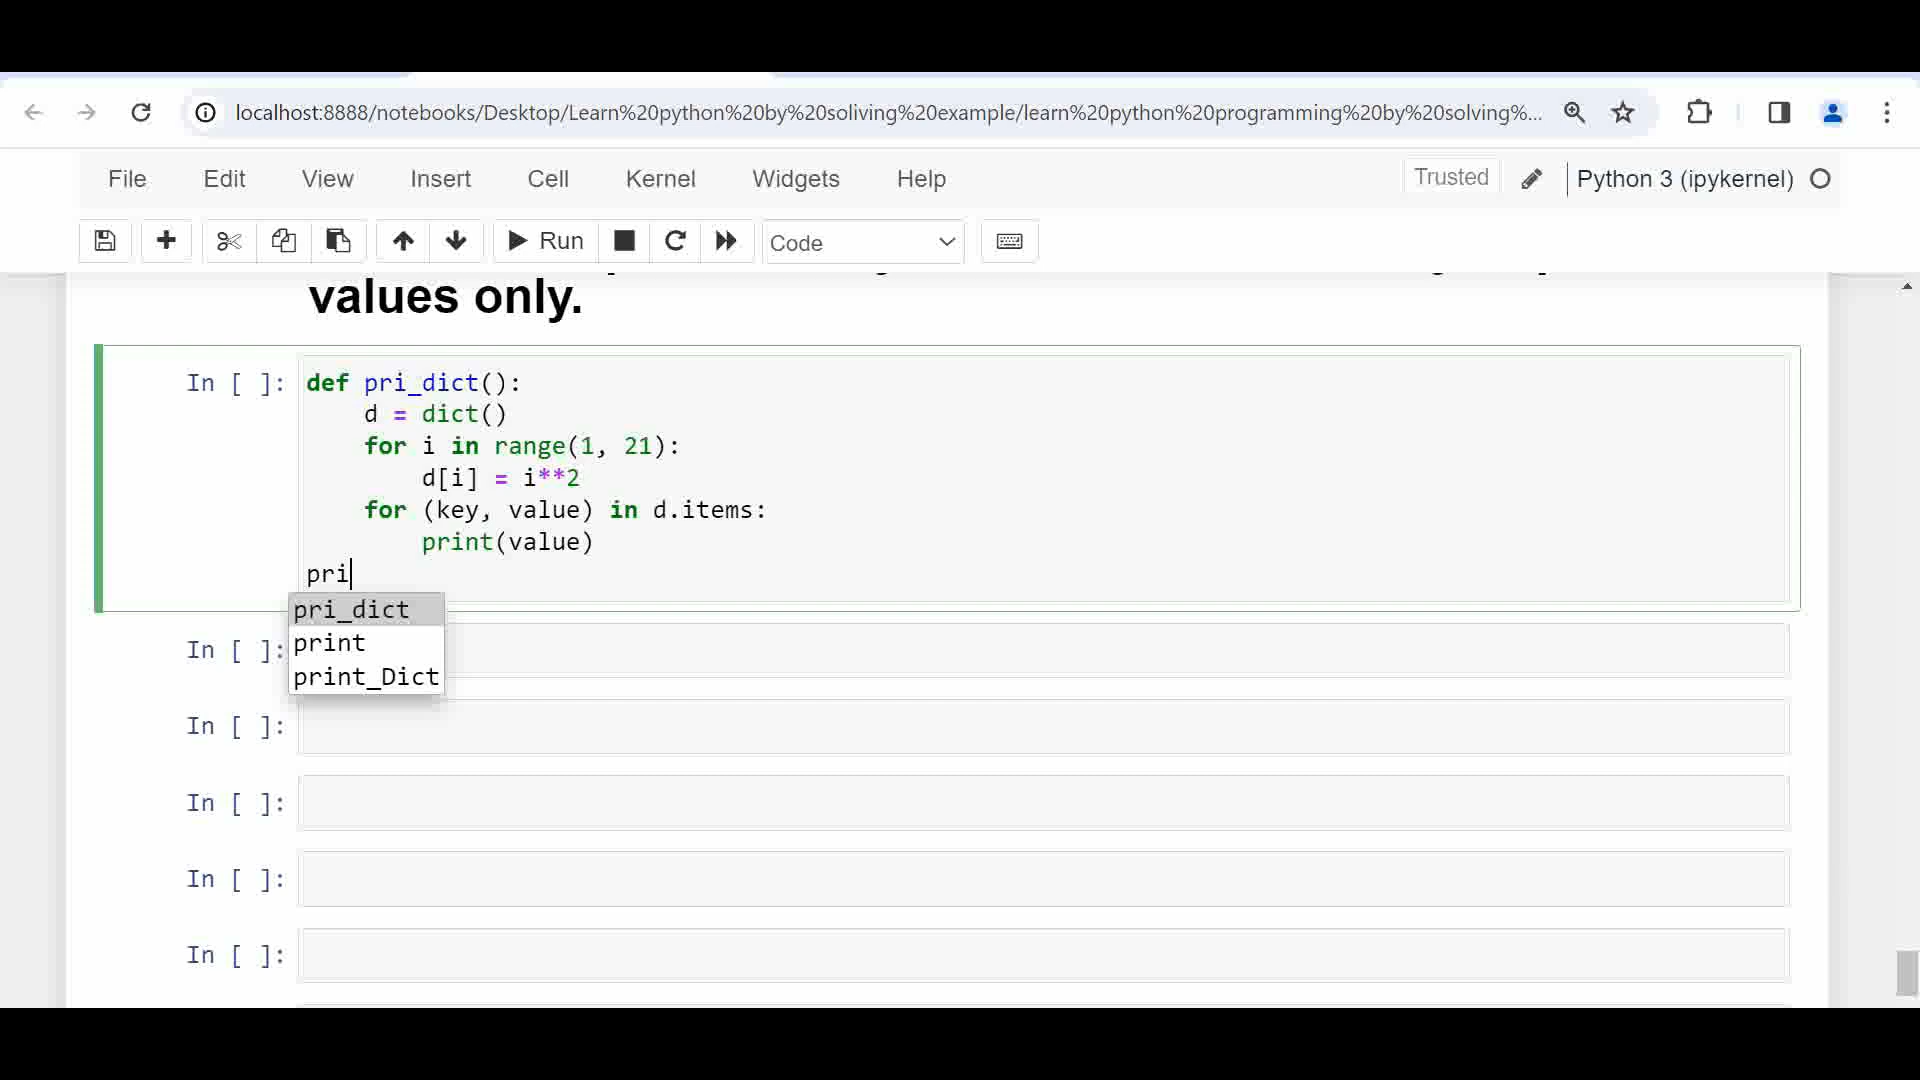 localhost:8888/notebooks/Desktop/Learn%20python%20by%20soliving%20example/learn%20python%20programming%20by%20solving%...
File Edit View Insert Cell Kernel Widgets Help Trusted Python 3 (ipykernel)
Run Code
values only.
In [ ]: def pri_dict():
    d = dict()
    for i in range(1, 21):
        d[i] = i**2
    for (key, value) in d.items:
        print(value)
pri
pri_dict
In [ ]: print
print_Dict
In [ ]:
In [ ]:
In [ ]:
In [ ]: